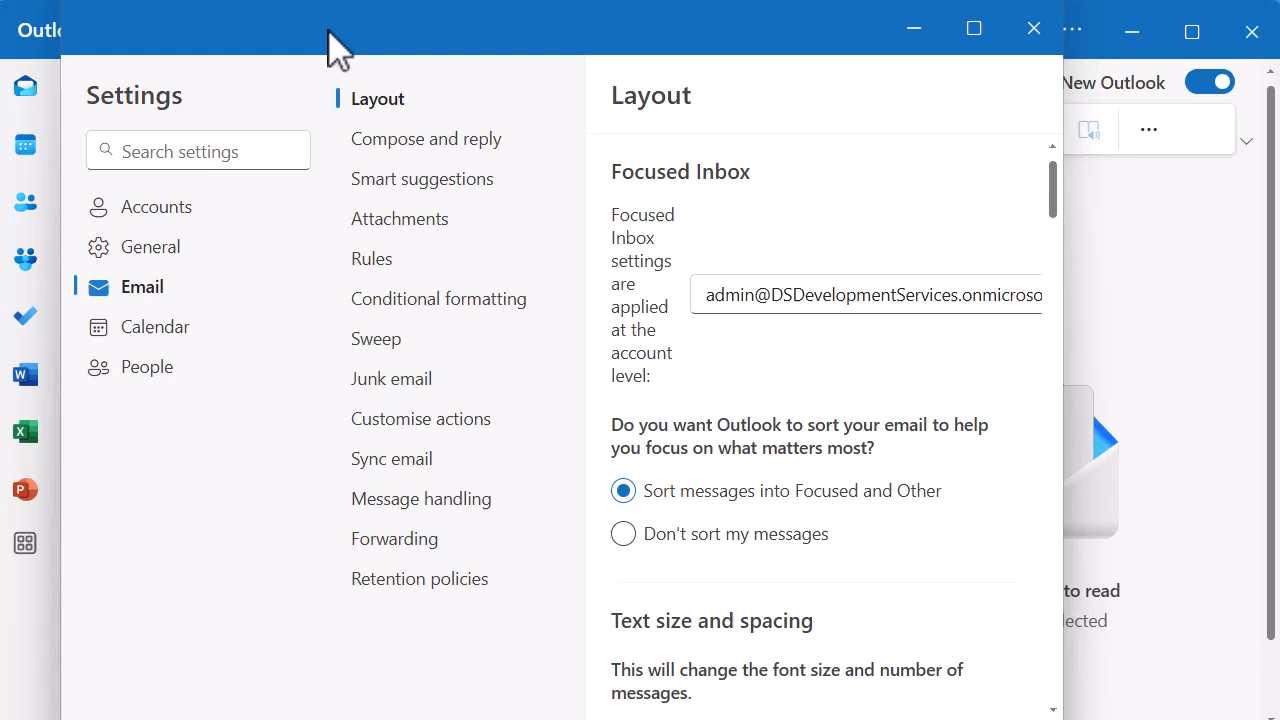 Outlo
New Outlook
Settings
Search settings
Accounts
General
Email
Calendar
People
Layout
Compose and reply
Smart suggestions
Attachments
Rules
Conditional formatting
Sweep
Junk email
Customise actions
Sync email
Message handling
Forwarding
Retention policies
Layout
Focused Inbox
Focused
Inbox
settings
are
applied
at the
account
level:
admin@DSDevelopmentServices.onmicroso
Do you want Outlook to sort your email to help
you focus on what matters most?
Sort messages into Focused and Other
Don't sort my messages
Text size and spacing
This will change the font size and number of
messages.
to read
lected